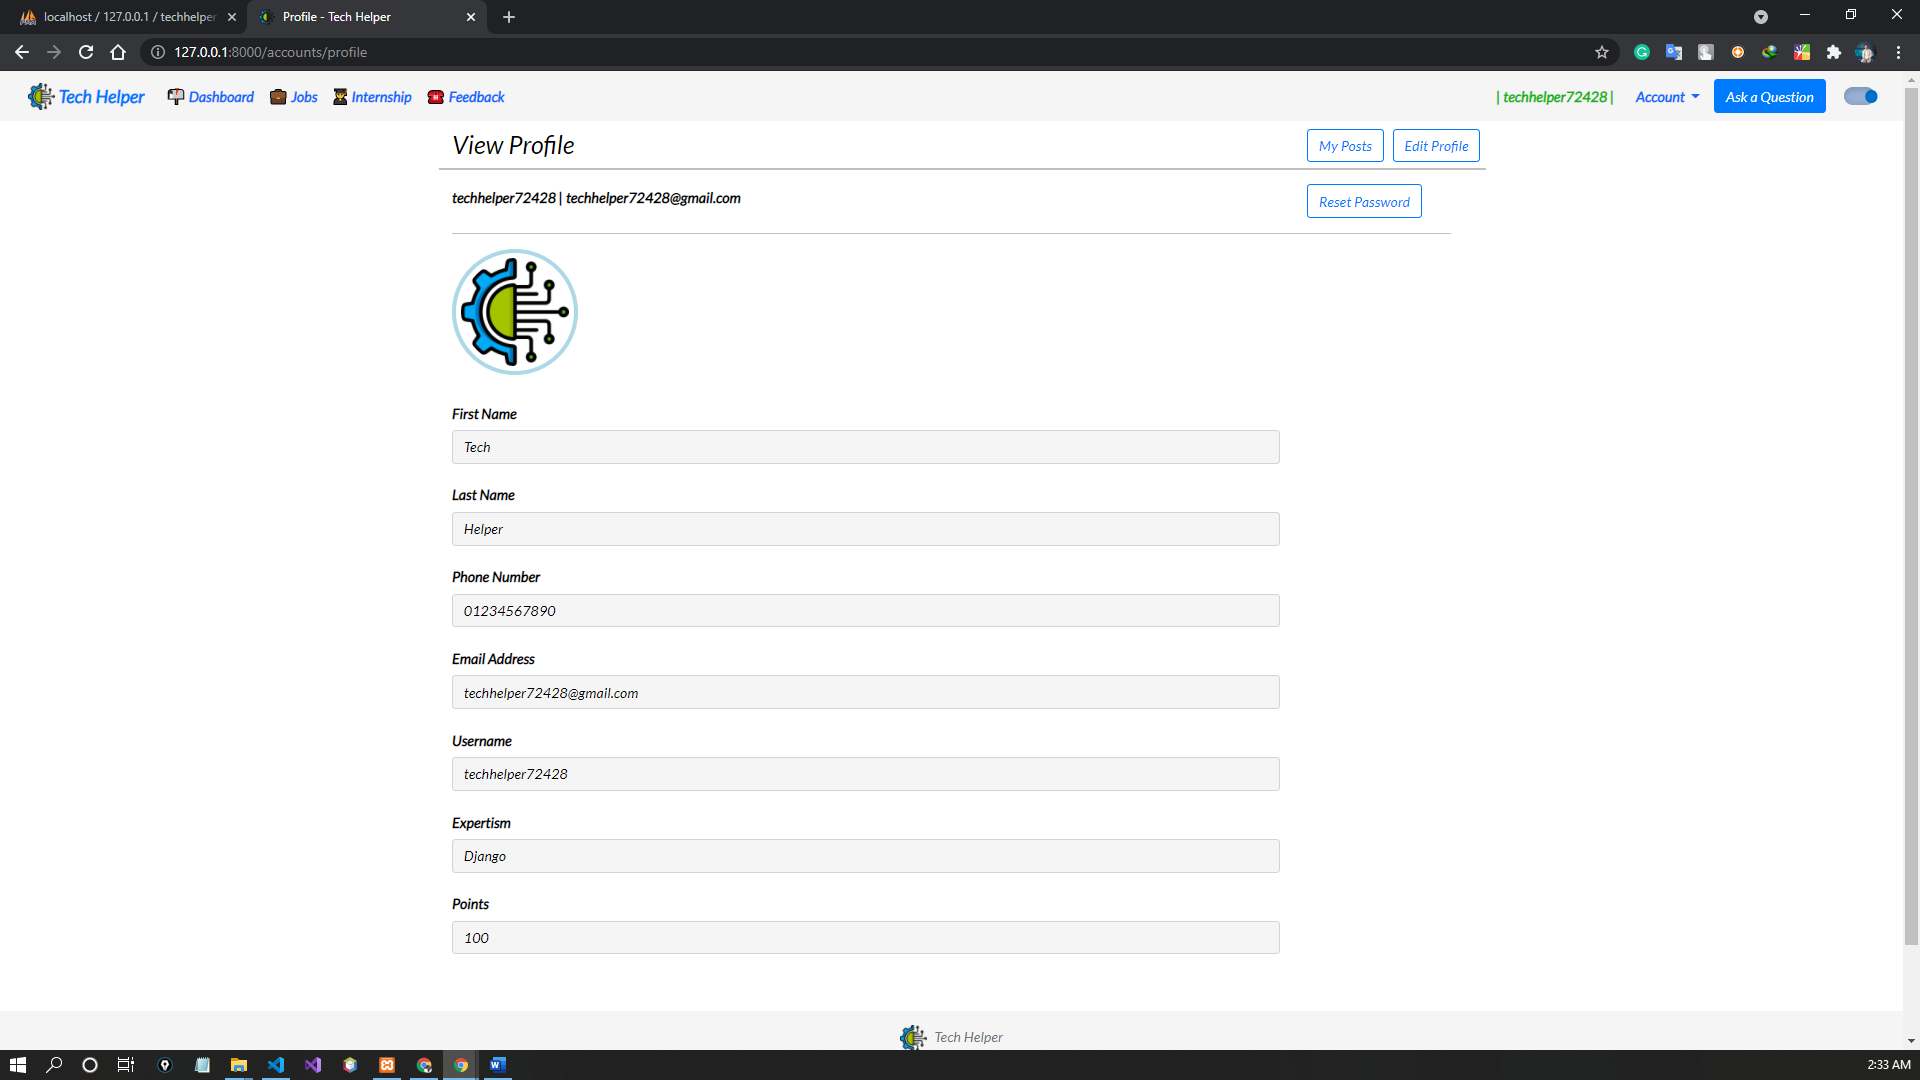 localhost / 127.0.0.1 / techhelper
Profile - Tech Helper
127.0.0.1:8000/accounts/profile
Tech Helper Dashboard Jobs Internship Feedback | techhelper72428 | Account Ask a Question
View Profile My Posts Edit Profile
techhelper72428 | techhelper72428@gmail.com Reset Password
First Name
Tech
Last Name
Helper
Phone Number
01234567890
Email Address
techhelper72428@gmail.com
Username
techhelper72428
Expertism
Django
Points
100
Tech Helper
2:33 AM